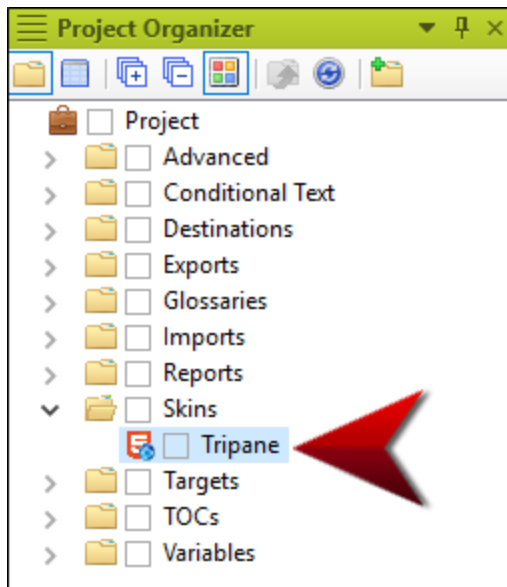 Project Organizer
Project
Advanced
Conditional Text
Destinations
Exports
Glossaries
Imports
Reports
Skins
Tripane
Targets
TOCs
Variables